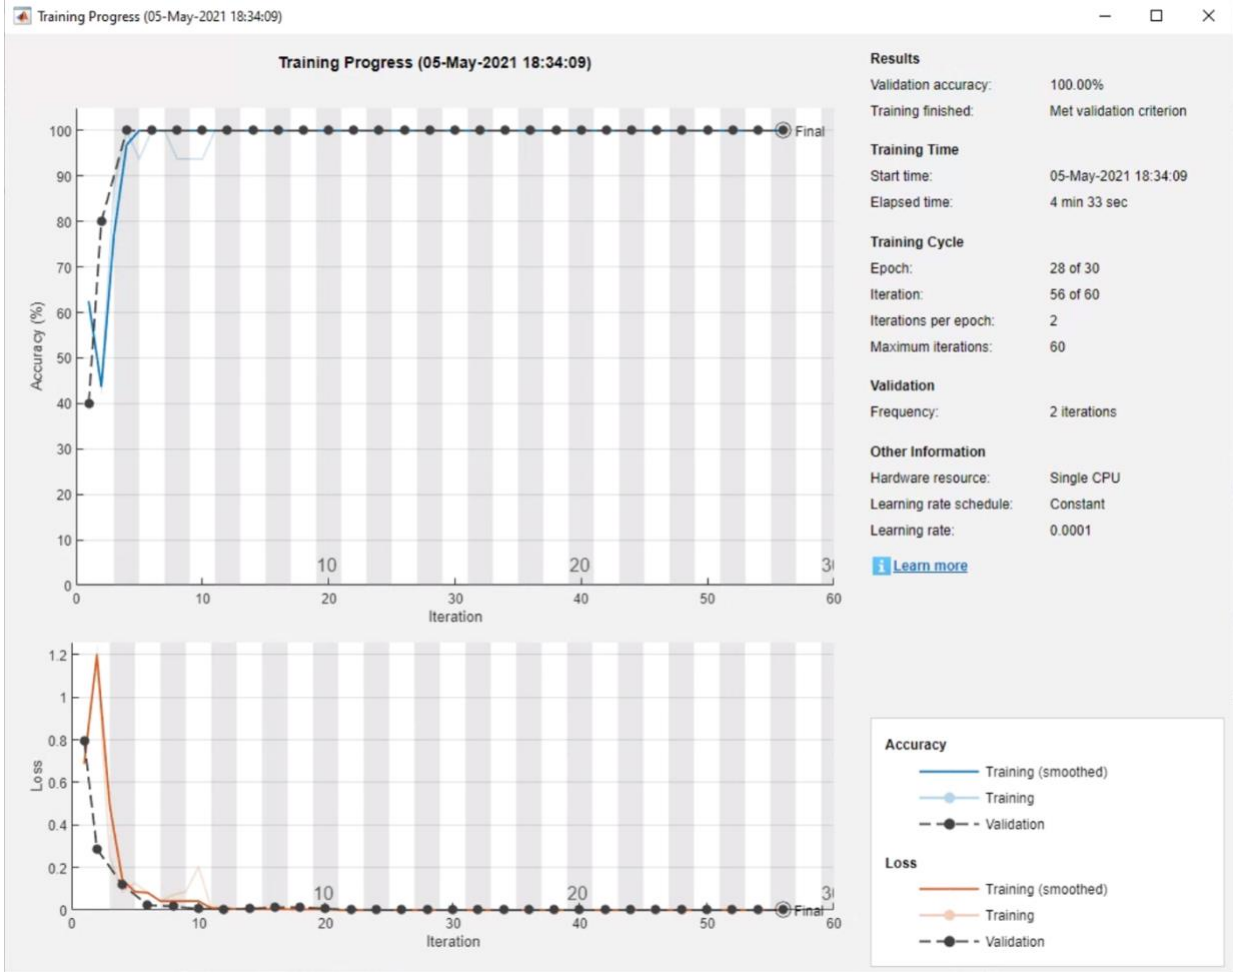 Training Progress (05-May-2021 18:34:09)
Training Progress (05-May-2021 18:34:09)
100
90
80
70
60
50
40
30
20
10
0
Accuracy (%)
Final
10 20 30
0 10 20 30 40 50 60
Iteration
1.2
1
0.8
0.6
0.4
0.2
0
Loss
Final
10 20 30
0 10 20 30 40 50 60
Iteration
Results
Validation accuracy: 100.00%
Training finished: Met validation criterion
Training Time
Start time: 05-May-2021 18:34:09
Elapsed time: 4 min 33 sec
Training Cycle
Epoch: 28 of 30
Iteration: 56 of 60
Iterations per epoch: 2
Maximum iterations: 60
Validation
Frequency: 2 iterations
Other Information
Hardware resource: Single CPU
Learning rate schedule: Constant
Learning rate: 0.0001
i Learn more
Accuracy
Training (smoothed)
Training
Validation
Loss
Training (smoothed)
Training
Validation